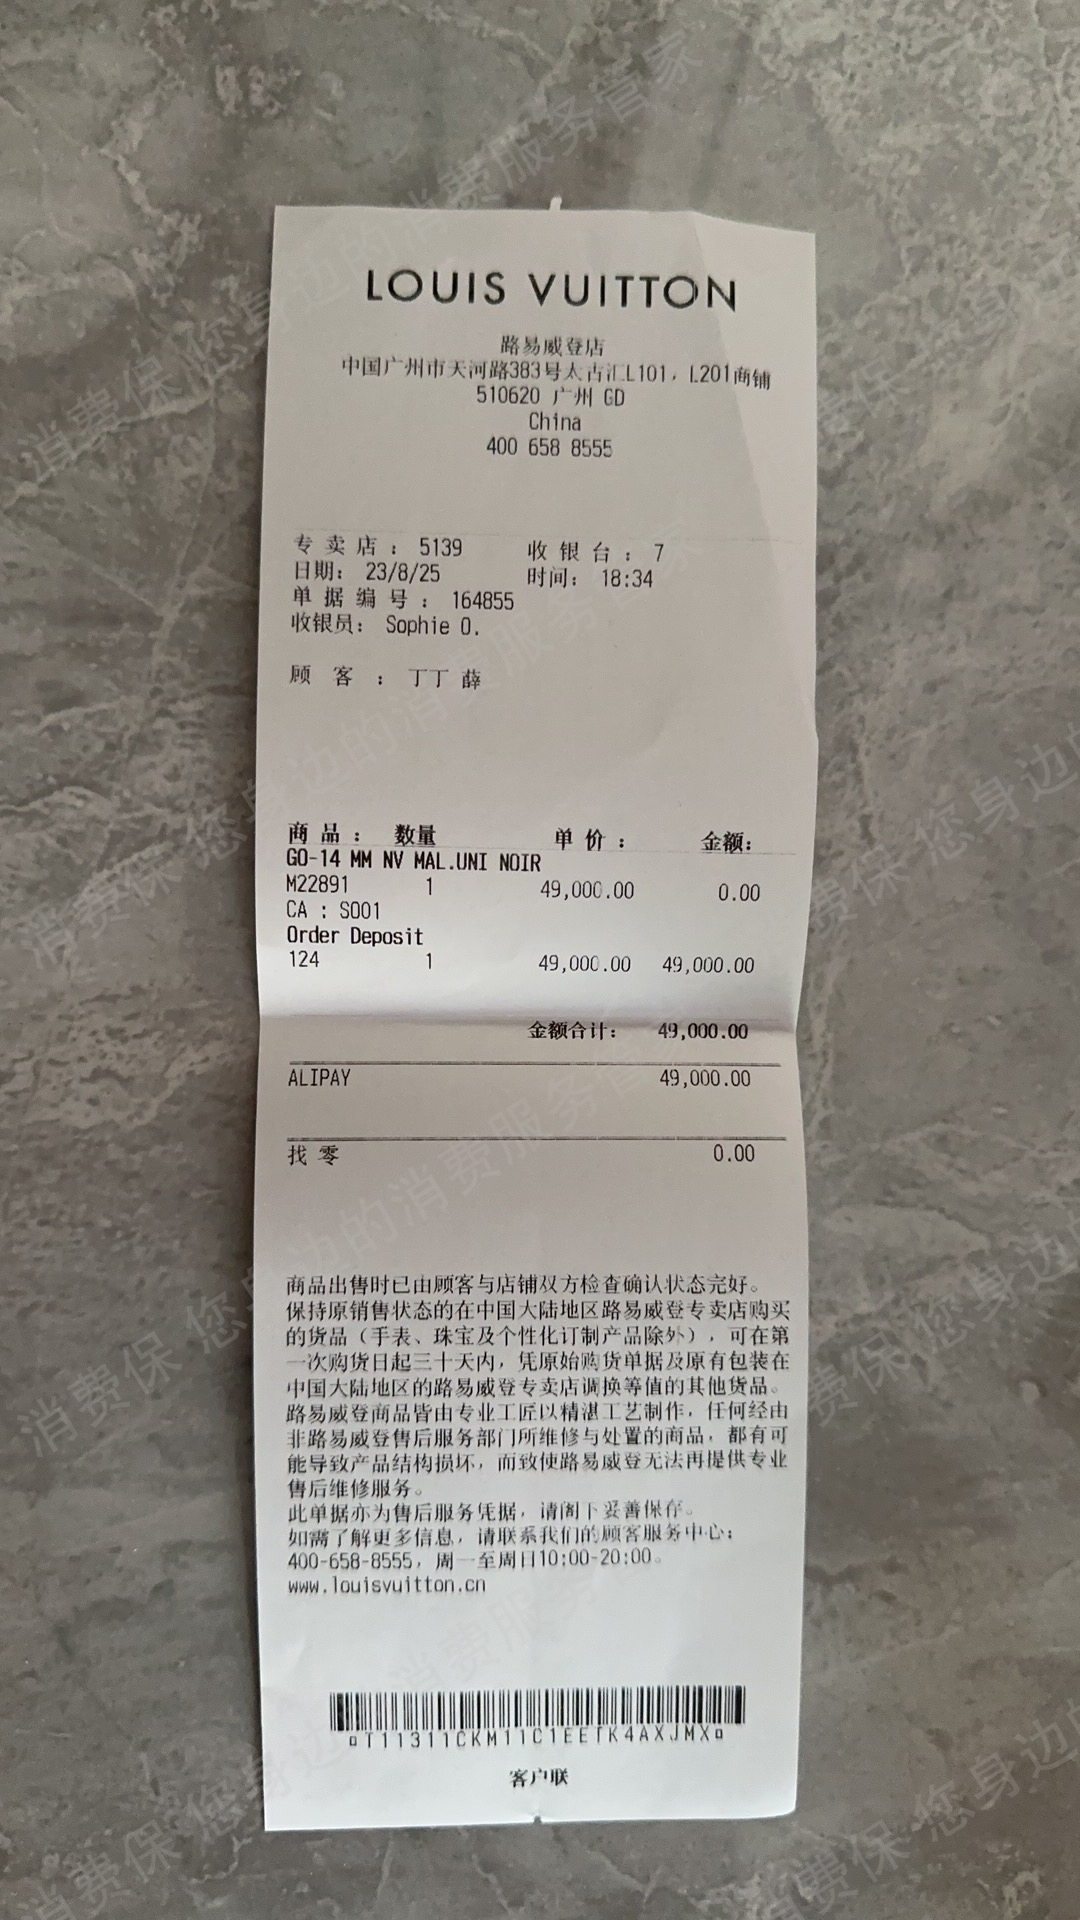 LOUIS VUITTON
路易威登店
中国广州市天河路383号太古汇L101，L201商铺
510620 广州 GD
China
400 658 8555
专卖店： 5139 收银台： 7
日期： 23/8/25 时间： 18:34
单据编号： 164855
收银员： Sophie O.
顾客： 丁丁 薛
商品： 数量 单价： 金额:
GO-14 MM NV MAL.UNI NOIR
M22891 1 49,000.00 0.00
CA : S001
Order Deposit
124 1 49,000.00 49,000.00
金额合计: 49,000.00
ALIPAY 49,000.00
找零 0.00
商品出售时已由顾客与店铺双方检查确认状态完好。
保持原销售状态的在中国大陆地区路易威登专卖店购买
的货品（手表、珠宝及个性化订制产品除外），可在第
一次购货日起三十天内，凭原始购货单据及原有包装在
中国大陆地区的路易威登专卖店调换等值的其他货品。
路易威登商品皆由专业工匠以精湛工艺制作，任何经由
非路易威登售后服务部门所维修与处置的商品，都有可
能导致产品结构损坏，而致使路易威登无法再提供专业
售后维修服务。
此单据亦为售后服务凭据，请阁下妥善保存。
如需了解更多信息，请联系我们的顾客服务中心：
400-658-8555，周一至周日10:00-20:00。
www.louisvuitton.cn
T11311CKM11C1EETK4AXJMX
客户联
消费保 您身边的消费服务管家